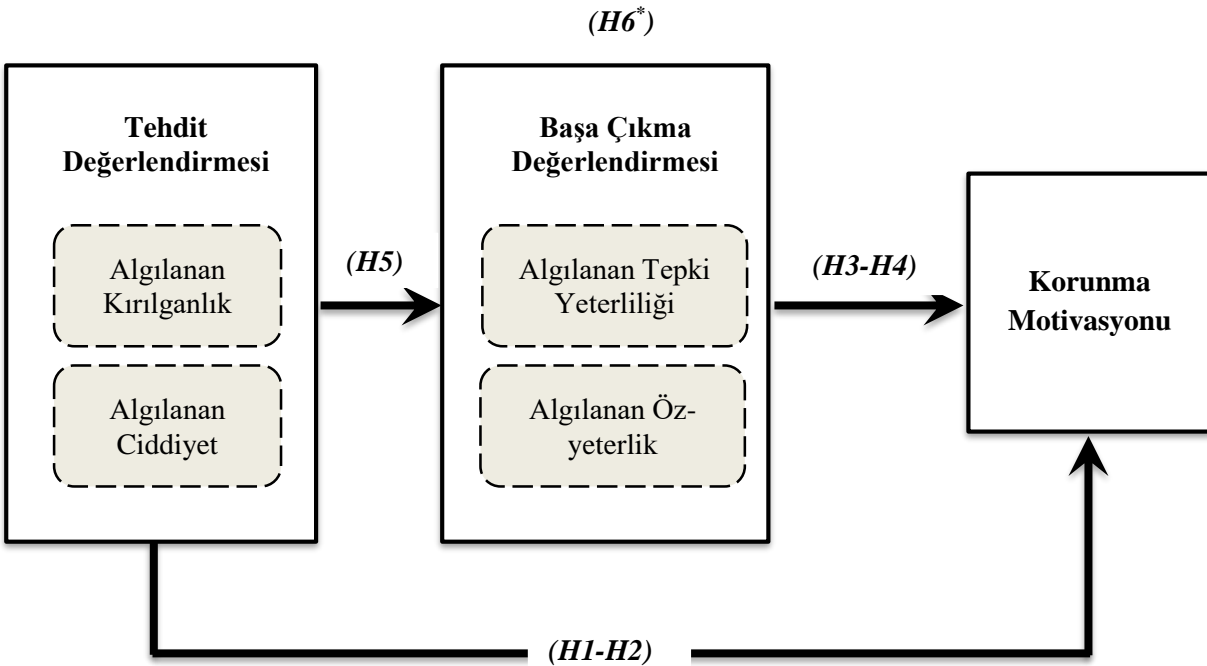 (H6*)
Tehdit
Değerlendirmesi
Algılanan
Kırılganlık
Algılanan
Ciddiyet
(H5)
Başa Çıkma
Değerlendirmesi
Algılanan Tepki
Yeterliliği
Algılanan Öz-
yeterlik
(H3-H4)
Korunma
Motivasyonu
(H1-H2)